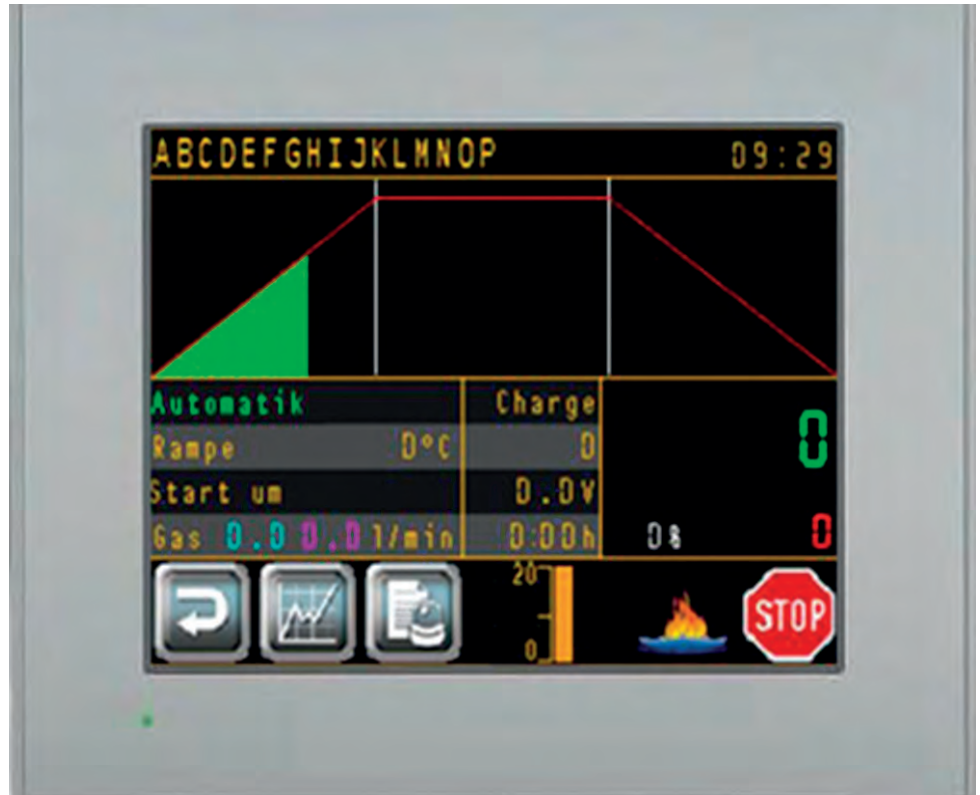 ABCDEFGHIJKLMNOP 09:29
Automatik Charge
0
Rampe 0°C 0
Start um 0.0V
Gas 0.0 0.0 l/min 0:00h 0% 0
20
0
STOP